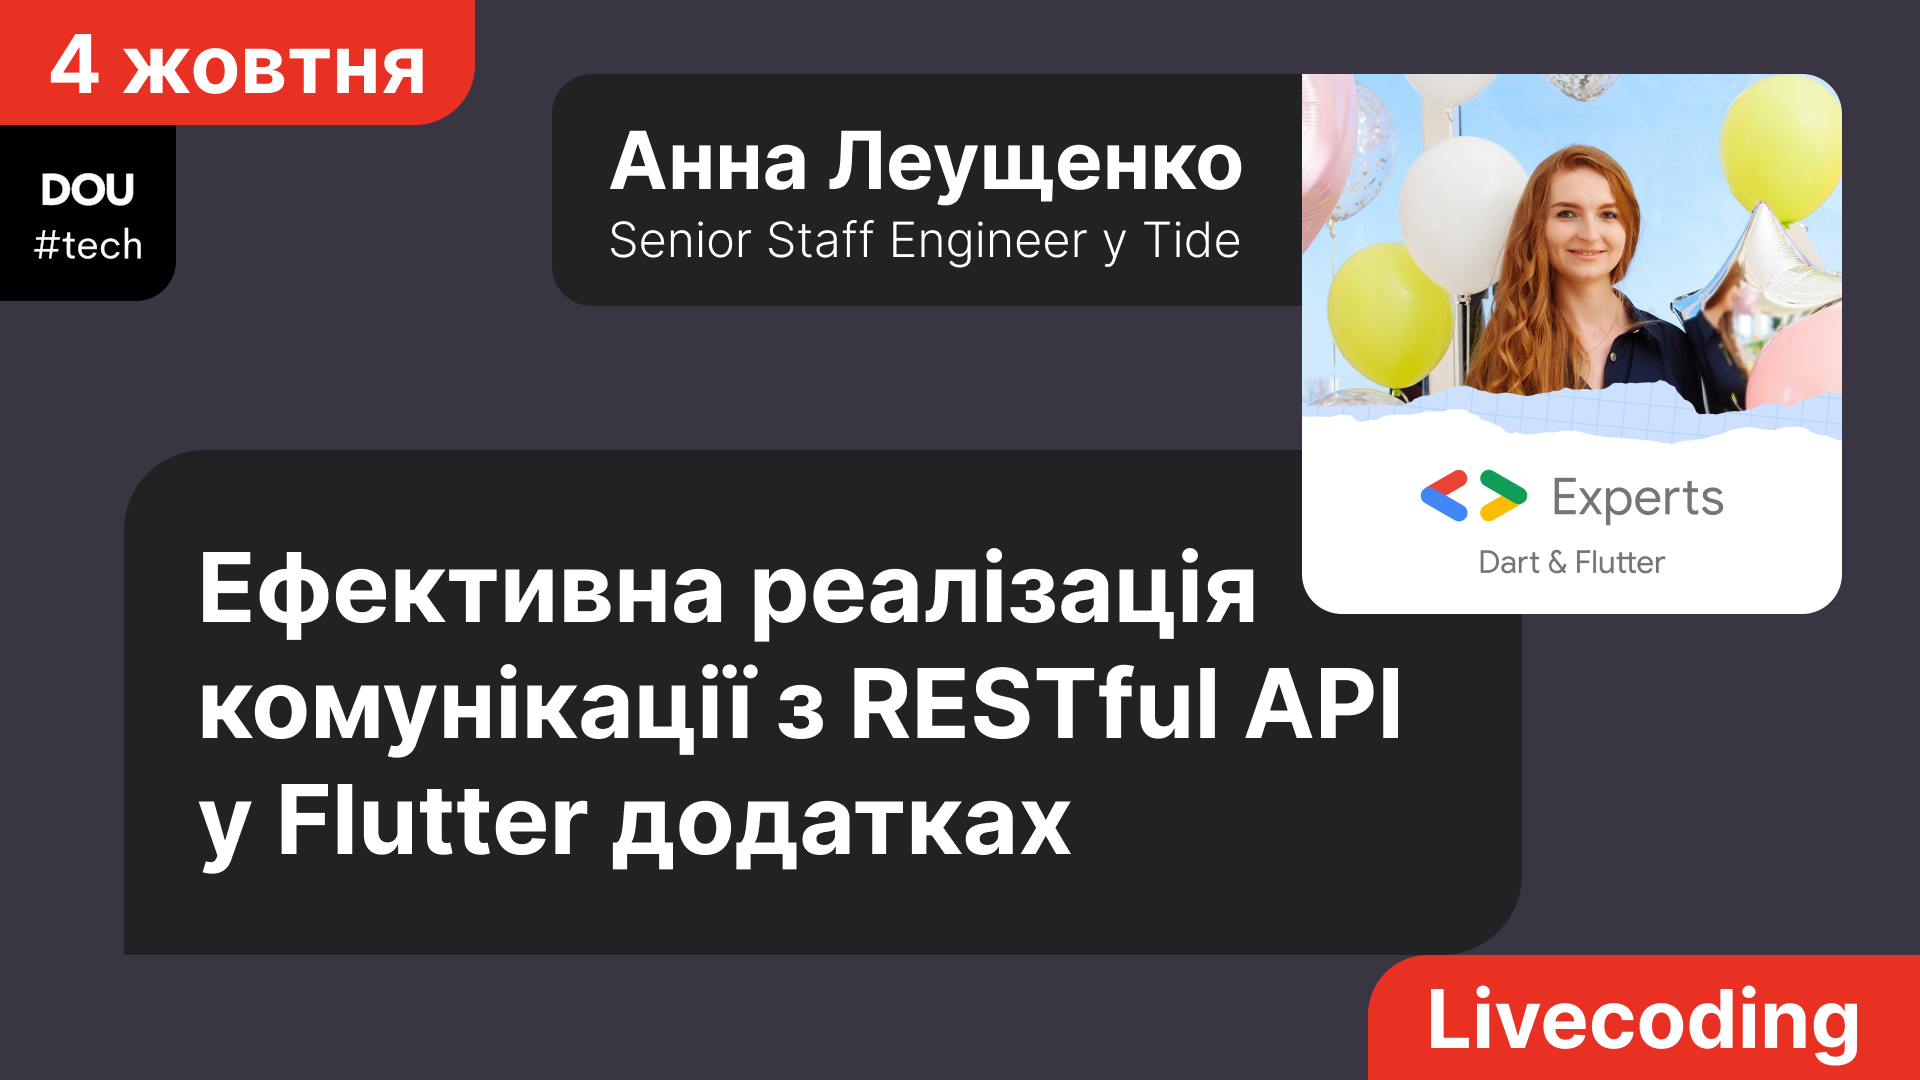 4 жовтня
DOU
#tech
Анна Леущенко
Senior Staff Engineer у Tide
Experts
Dart & Flutter
Ефективна реалізація
комунікації з RESTful API
у Flutter додатках
Livecoding